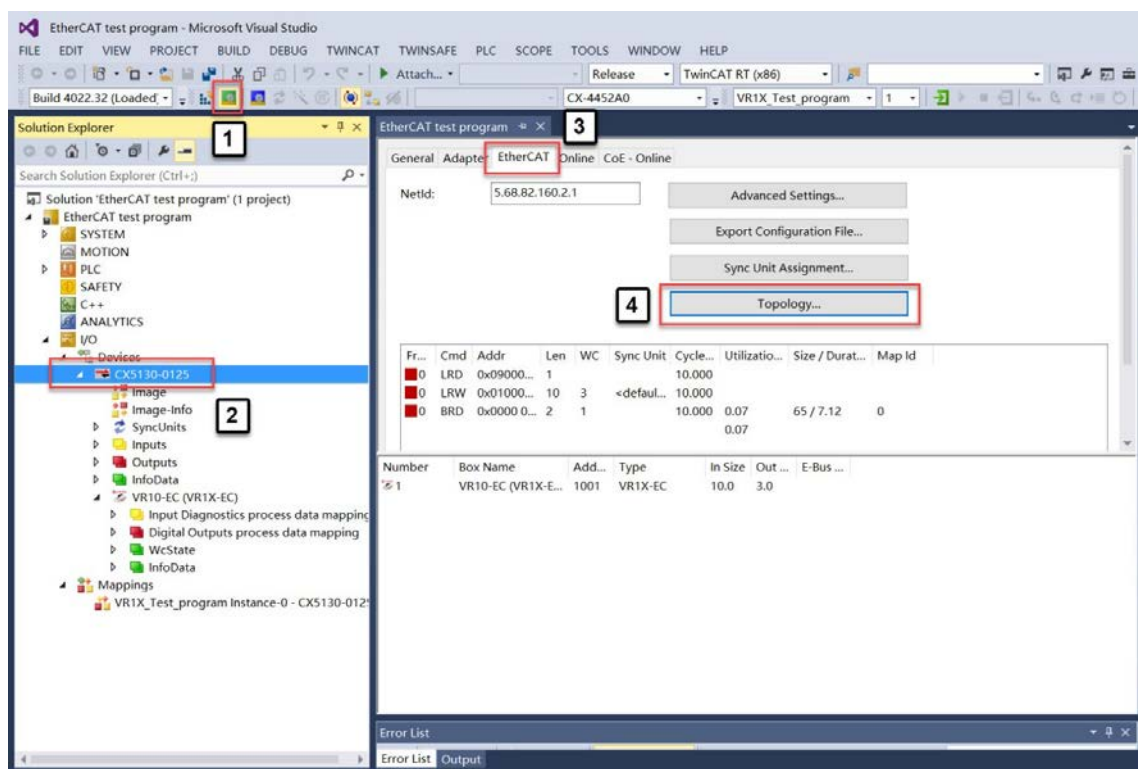 EtherCAT test program - Microsoft Visual Studio
FILE EDIT VIEW PROJECT BUILD DEBUG TWINCAT TWINSAFE PLC SCOPE TOOLS WINDOW HELP
Attach... Release TwinCAT RT (x86)
Build 4022.32 (Loaded) CX-4452A0 VR1X_Test_program 1
Solution Explorer
1
EtherCAT test program
3
General Adapter EtherCAT Online CoE - Online
Search Solution Explorer (Ctrl+;)
Solution 'EtherCAT test program' (1 project)
EtherCAT test program
SYSTEM
MOTION
PLC
SAFETY
C++
ANALYTICS
I/O
Devices
CX5130-0125
Image
Image-Info
2
SyncUnits
Inputs
Outputs
InfoData
VR10-EC (VR1X-EC)
Input Diagnostics process data mapping
Digital Outputs process data mapping
WcState
InfoData
Mappings
VR1X_Test_program Instance-0 - CX5130-012
NetId: 5.68.82.160.2.1
Advanced Settings...
Export Configuration File...
Sync Unit Assignment...
4
Topology...
Fr... Cmd Addr Len WC Sync Unit Cycle... Utilizatio... Size / Durat... Map Id
0 LRD 0x09000... 1 10.000
0 LRW 0x01000... 10 3 <defaul... 10.000
0 BRD 0x0000 0... 2 1 10.000 0.07 65 / 7.12 0
0.07
Number Box Name Add... Type In Size Out ... E-Bus ...
1 VR10-EC (VR1X-E... 1001 VR1X-EC 10.0 3.0
Error List
Error List Output